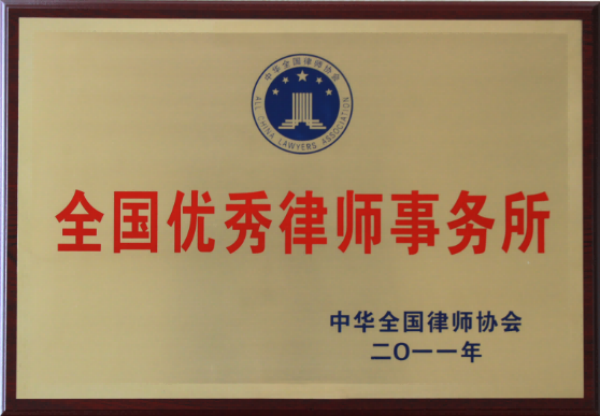 中华全国律师协会
ALL CHINA LAWYERS ASSOCIATION
全国优秀律师事务所
中华全国律师协会
二O一一年